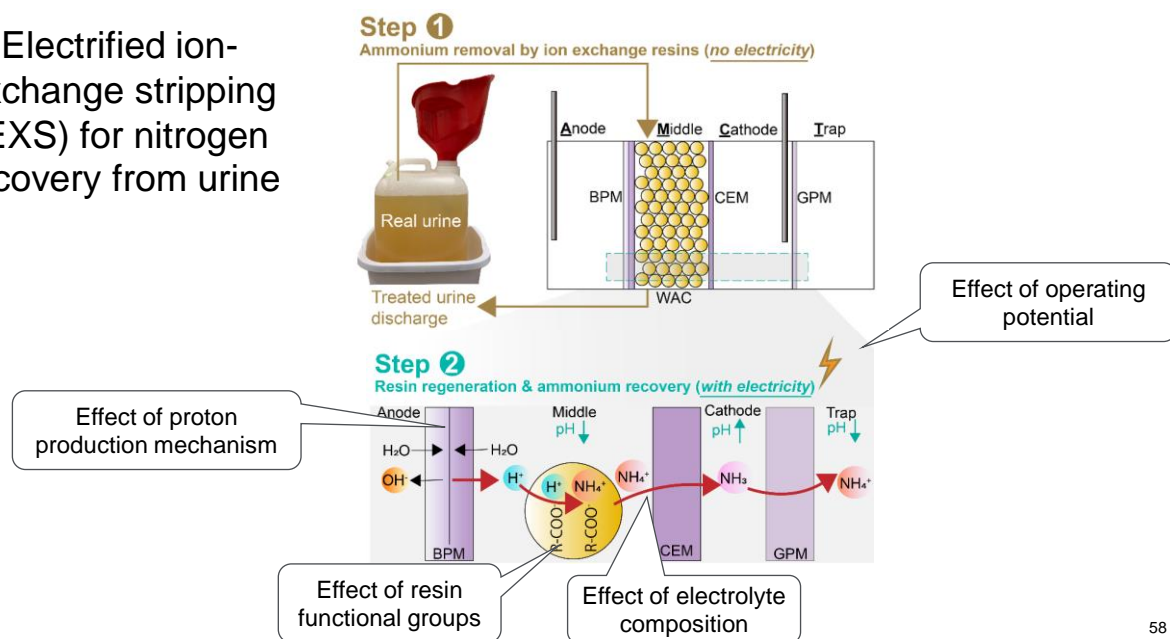 Electrified ion-
xchange stripping
EXS) for nitrogen
covery from urine
Step 1
Ammonium removal by ion exchange resins (no electricity)
Real urine
Treated urine
discharge
Anode
Middle
Cathode
Trap
BPM
CEM
GPM
WAC
Effect of operating
potential
Step 2
Resin regeneration & ammonium recovery (with electricity)
Effect of proton
production mechanism
Anode
Middle
pH ↓
Cathode
pH ↑
Trap
pH ↓
H₂O
H₂O
OH⁻
H⁺
H⁺
NH₄⁺
NH₄⁺
NH₃
NH₄⁺
R-COO⁻
R-COO⁻
BPM
CEM
GPM
Effect of resin
functional groups
Effect of electrolyte
composition
58